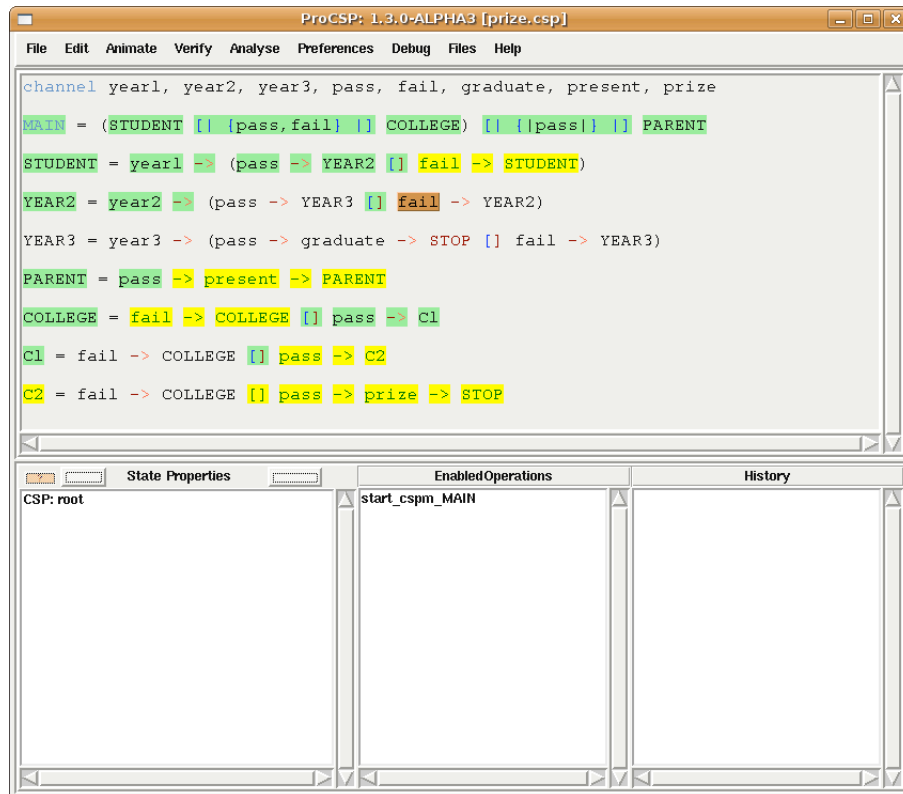 ProCSP: 1.3.0-ALPHA3 [prize.csp]
File Edit Animate Verify Analyse Preferences Debug Files Help
channel year1, year2, year3, pass, fail, graduate, present, prize
MAIN = (STUDENT [| {pass,fail} |] COLLEGE) [| {|pass|} |] PARENT
STUDENT = year1 -> (pass -> YEAR2 [] fail -> STUDENT)
YEAR2 = year2 -> (pass -> YEAR3 [] fail -> YEAR2)
YEAR3 = year3 -> (pass -> graduate -> STOP [] fail -> YEAR3)
PARENT = pass -> present -> PARENT
COLLEGE = fail -> COLLEGE [] pass -> C1
C1 = fail -> COLLEGE [] pass -> C2
C2 = fail -> COLLEGE [] pass -> prize -> STOP
? State Properties EnabledOperations History
CSP: root start_cspm_MAIN